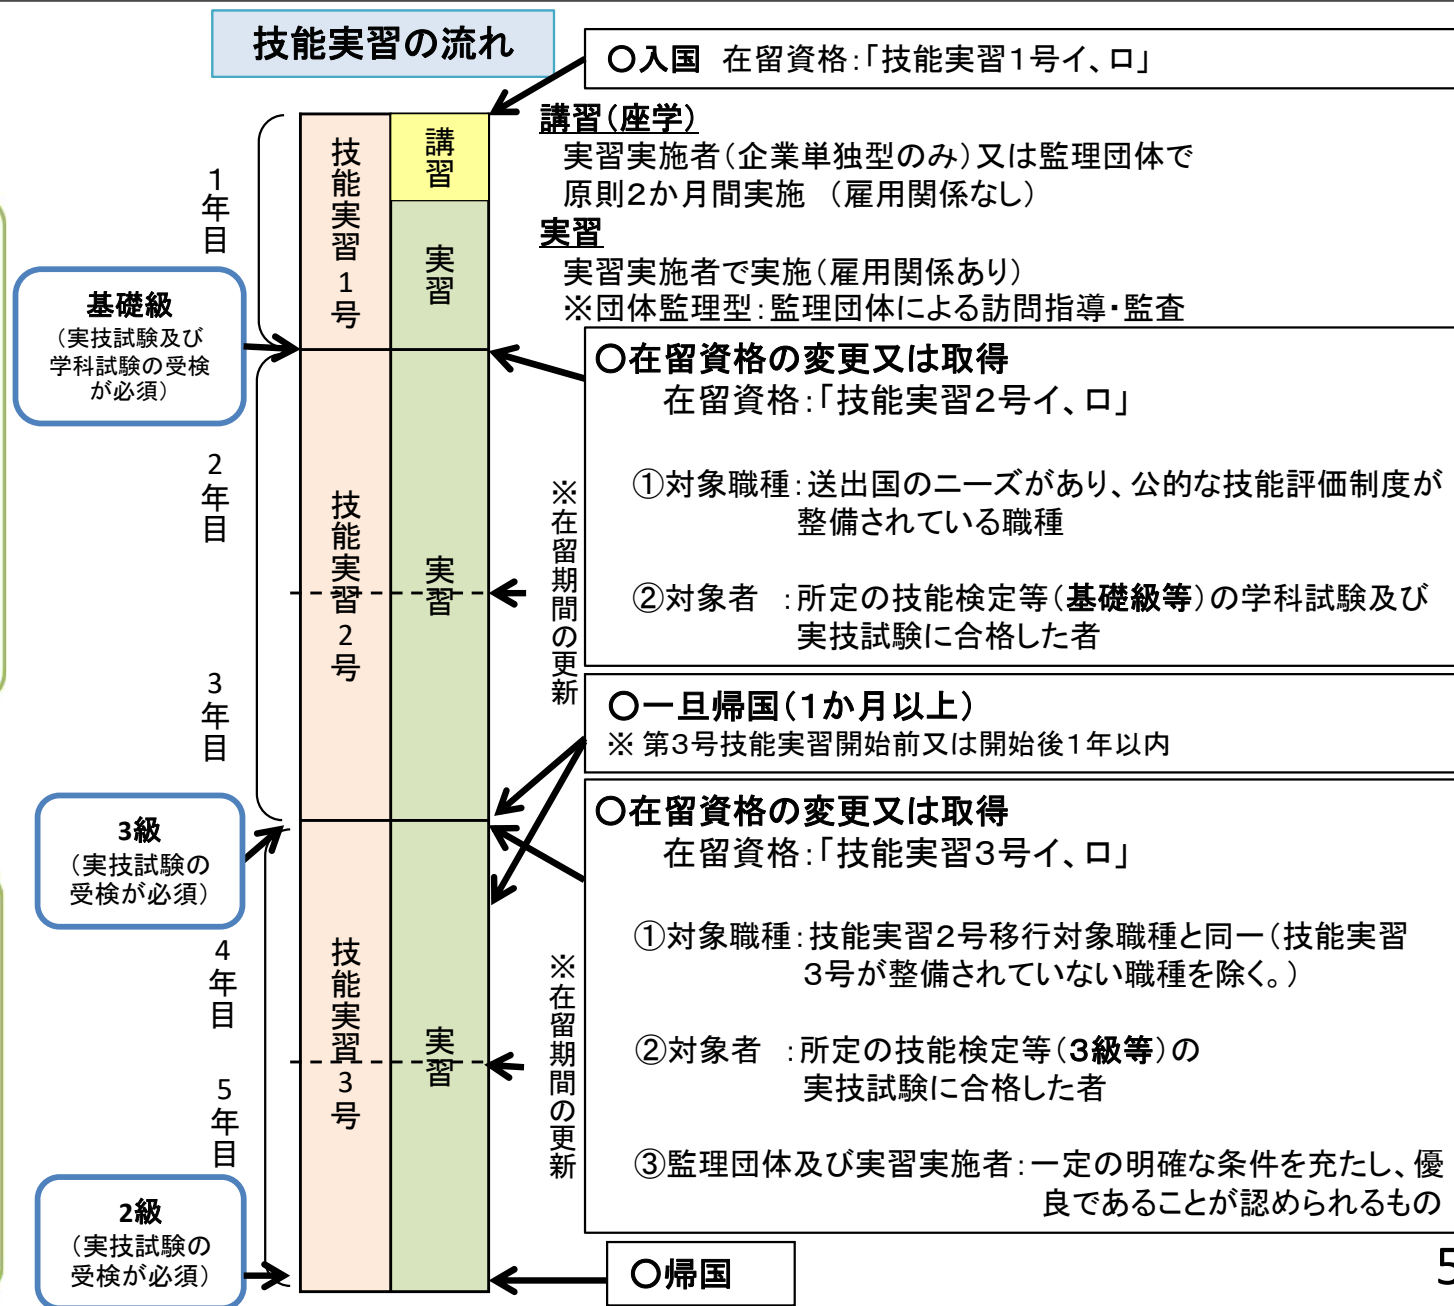 技能実習の流れ
○入国 在留資格：「技能実習１号イ、ロ」
講習（座学）
実習実施者（企業単独型のみ）又は監理団体で
原則２か月間実施 （雇用関係なし）
実習
実習実施者で実施（雇用関係あり）
※団体監理型：監理団体による訪問指導・監査
1年目
技能実習1号
講習
実習
基礎級
（実技試験及び
学科試験の受検
が必須）
○在留資格の変更又は取得
在留資格：「技能実習２号イ、ロ」
①対象職種：送出国のニーズがあり、公的な技能評価制度が
整備されている職種
②対象者 ：所定の技能検定等（基礎級等）の学科試験及び
実技試験に合格した者
2年目
3年目
技能実習2号
実習
※在留期間の更新
○一旦帰国（１か月以上）
※ 第３号技能実習開始前又は開始後１年以内
3級
（実技試験の
受検が必須）
○在留資格の変更又は取得
在留資格：「技能実習３号イ、ロ」
①対象職種：技能実習２号移行対象職種と同一（技能実習
３号が整備されていない職種を除く。）
②対象者 ：所定の技能検定等（３級等）の
実技試験に合格した者
③監理団体及び実習実施者：一定の明確な条件を充たし、優
良であることが認められるもの
4年目
5年目
技能実習3号
実習
※在留期間の更新
2級
（実技試験の
受検が必須）
○帰国
5